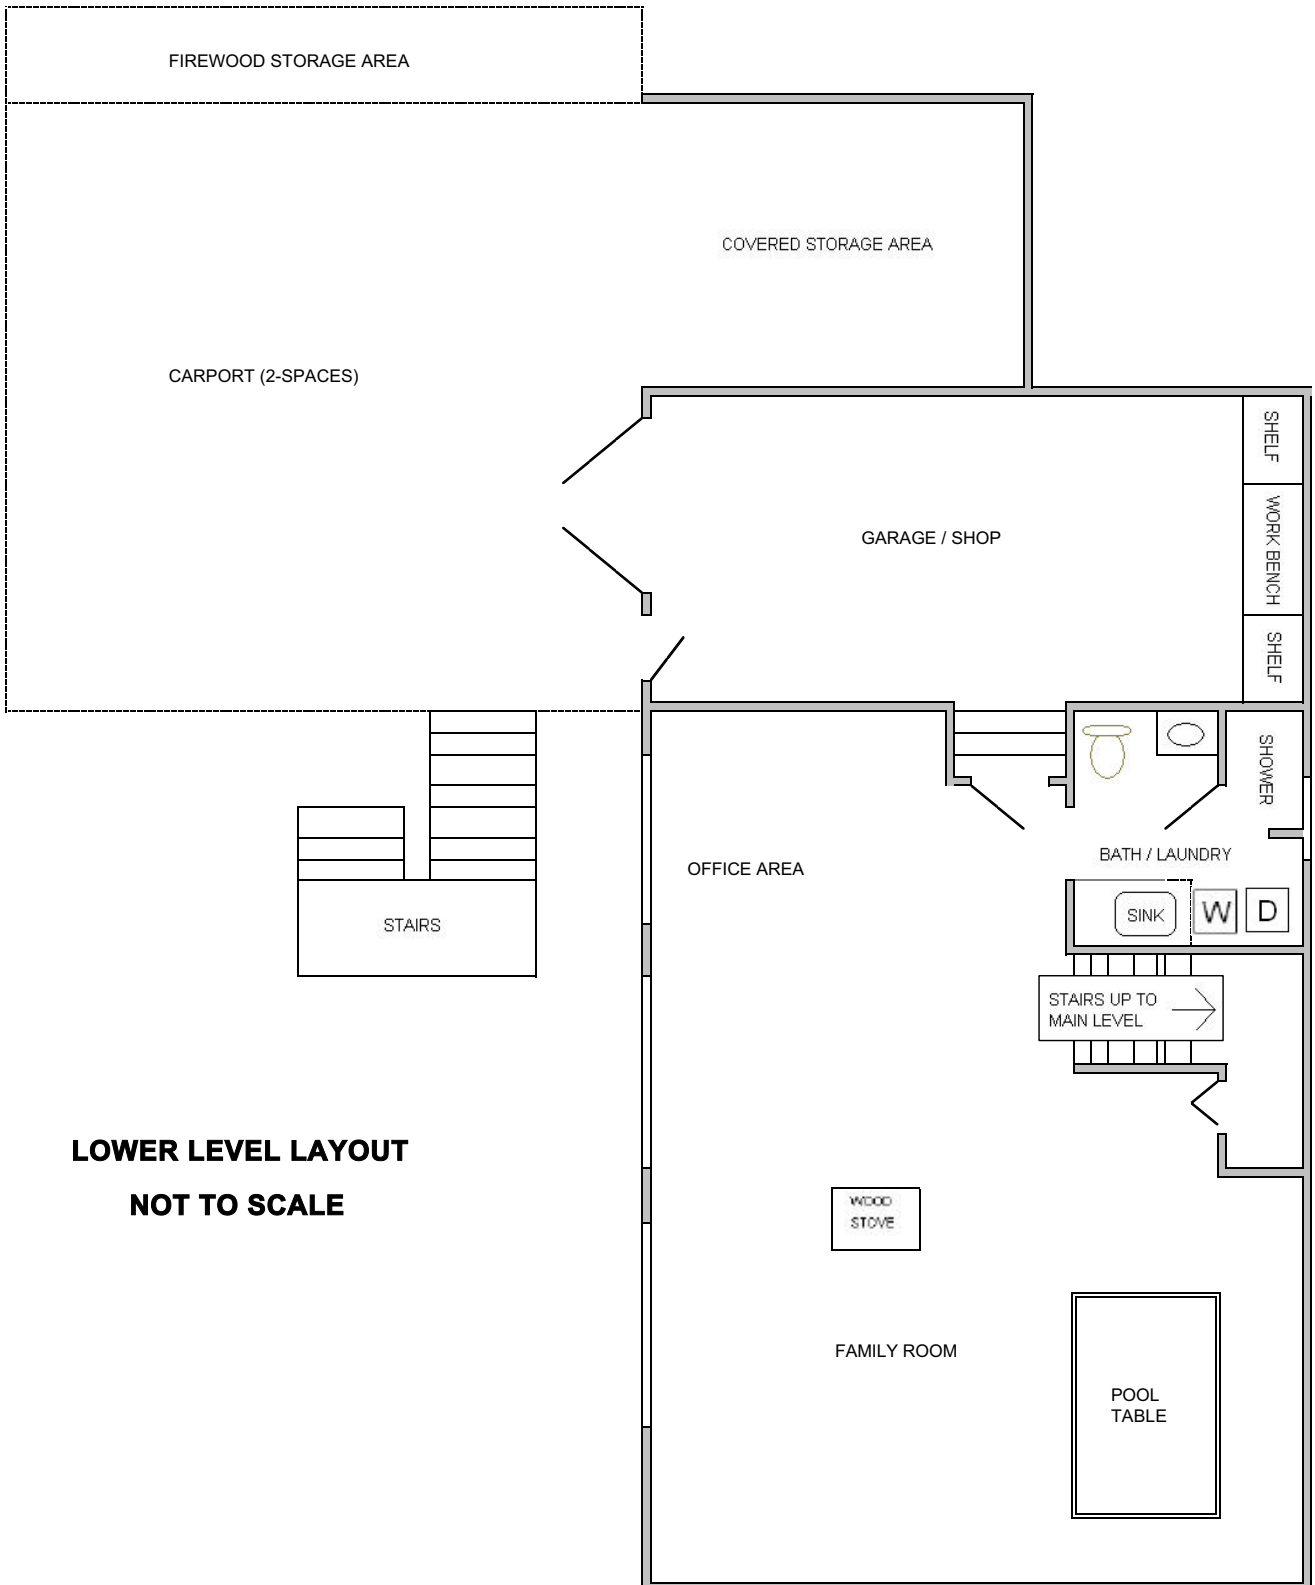 FIREWOOD STORAGE AREA
COVERED STORAGE AREA
CARPORT (2-SPACES)
SHELF
WORK BENCH
GARAGE / SHOP
SHELF
SHOWER
BATH / LAUNDRY
OFFICE AREA
SINK
W
D
STAIRS
STAIRS UP TO
MAIN LEVEL
LOWER LEVEL LAYOUT
NOT TO SCALE
WOOD
STOVE
FAMILY ROOM
POOL
TABLE